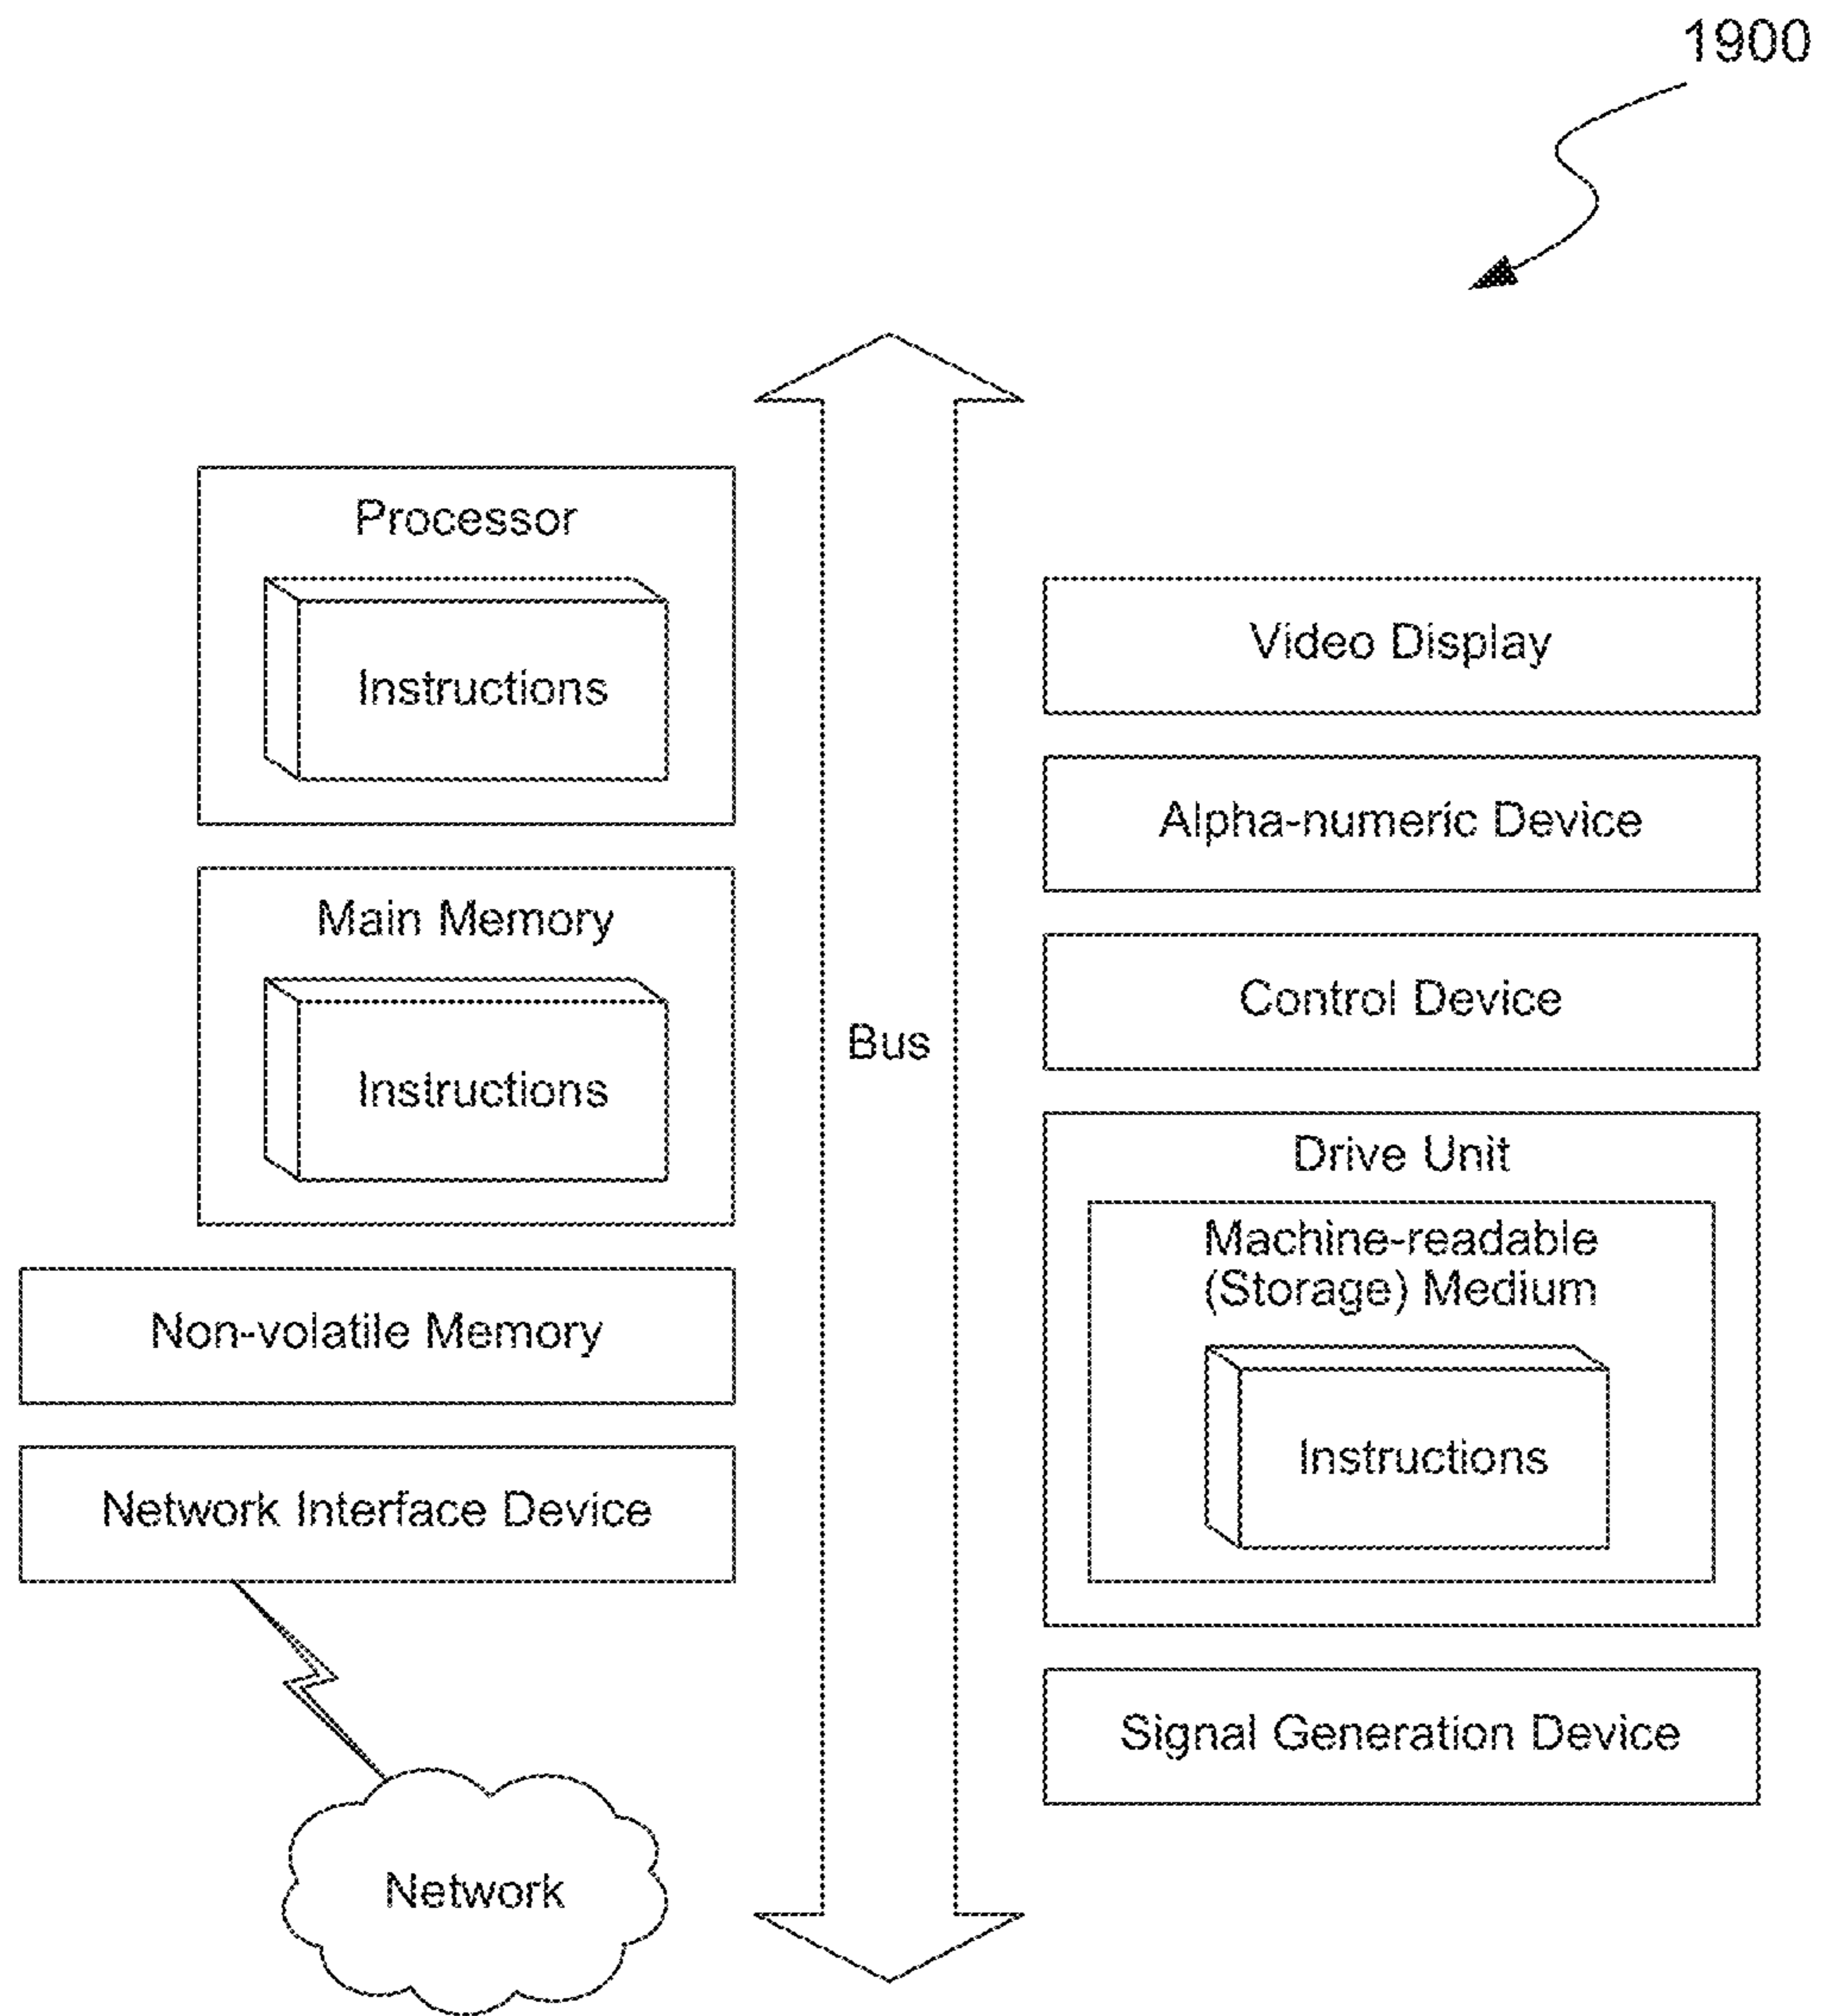 1900
Processor
Instructions
Main Memory
Instructions
Non-volatile Memory
Network Interface Device
Network
Bus
Video Display
Alpha-numeric Device
Control Device
Drive Unit
Machine-readable
(Storage) Medium
Instructions
Signal Generation Device